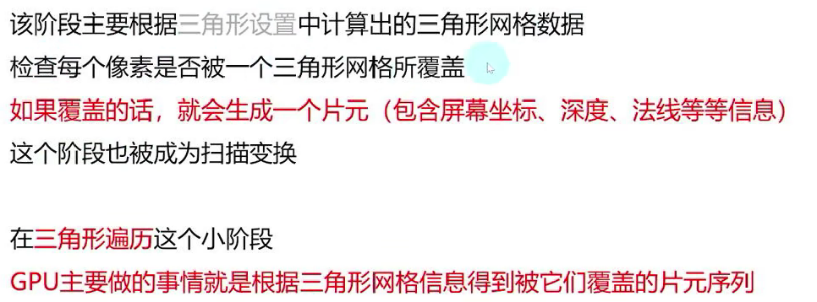 该阶段主要根据三角形设置中计算出的三角形网格数据
检查每个像素是否被一个三角形网格所覆盖
如果覆盖的话，就会生成一个片元（包含屏幕坐标、深度、法线等等信息）
这个阶段也被成为扫描变换
在三角形遍历这个小阶段
GPU主要做的事情就是根据三角形网格信息得到被它们覆盖的片元序列